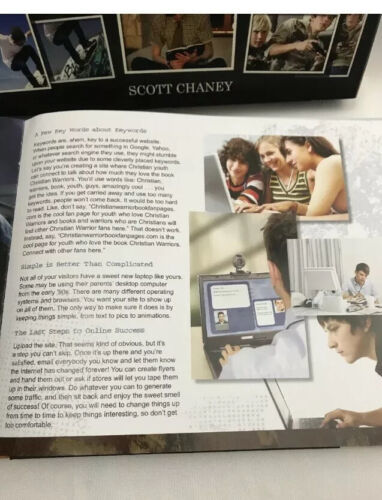 SCOTT CHANEY
A Few Key Words about Keywords
Keywords are, ahem, key to a successful website.
When people search for something in Google, Yahoo,
or whatever search engine they use, they might stumble
upon your website due to some cleverly placed keywords.
Let's say you're creating a site where Christian youth
can connect to talk about how much they love the book
Christian Warriors. You'll use words like: Christian,
warriors, book, youth, guys, amazingly cool . . . you
get the idea. If you get carried away and use too many
keywords, people won't come back. It would be too hard
to read. Like, don't say, "Christianwarriorsbookfanpages.
com is the cool fan page for youth who love Christian
Warriors and books and warriors who are Christians will
find other Christian Warrior fans here." That doesn't work.
Instead, say, "Christianwarriorsbookfanpages.com is the
cool page for youth who love the book Christian Warriors.
Connect with other fans here."
Simple is Better Than Complicated
Not all of your visitors have a sweet new laptop like yours.
Some may be using their parents' desktop computer
from the early '90s. There are many different operating
systems and browsers. You want your site to show up
on all of them. The only way to make sure it does is by
keeping things simple, from text to pics to animations.
The Last Steps to Online Success
Upload the site. That seems kind of obvious, but it's
a step you can't skip. Once it's up there and you're
satisfied, email everybody you know and let them know
the Internet has changed forever! You can create flyers
and hand them out or ask if stores will let you tape them
up in their windows. Do whatever you can to generate
some traffic, and then sit back and enjoy the sweet smell
of success! Of course, you will need to change things up
from time to time to keep things interesting, so don't get
too comfortable.